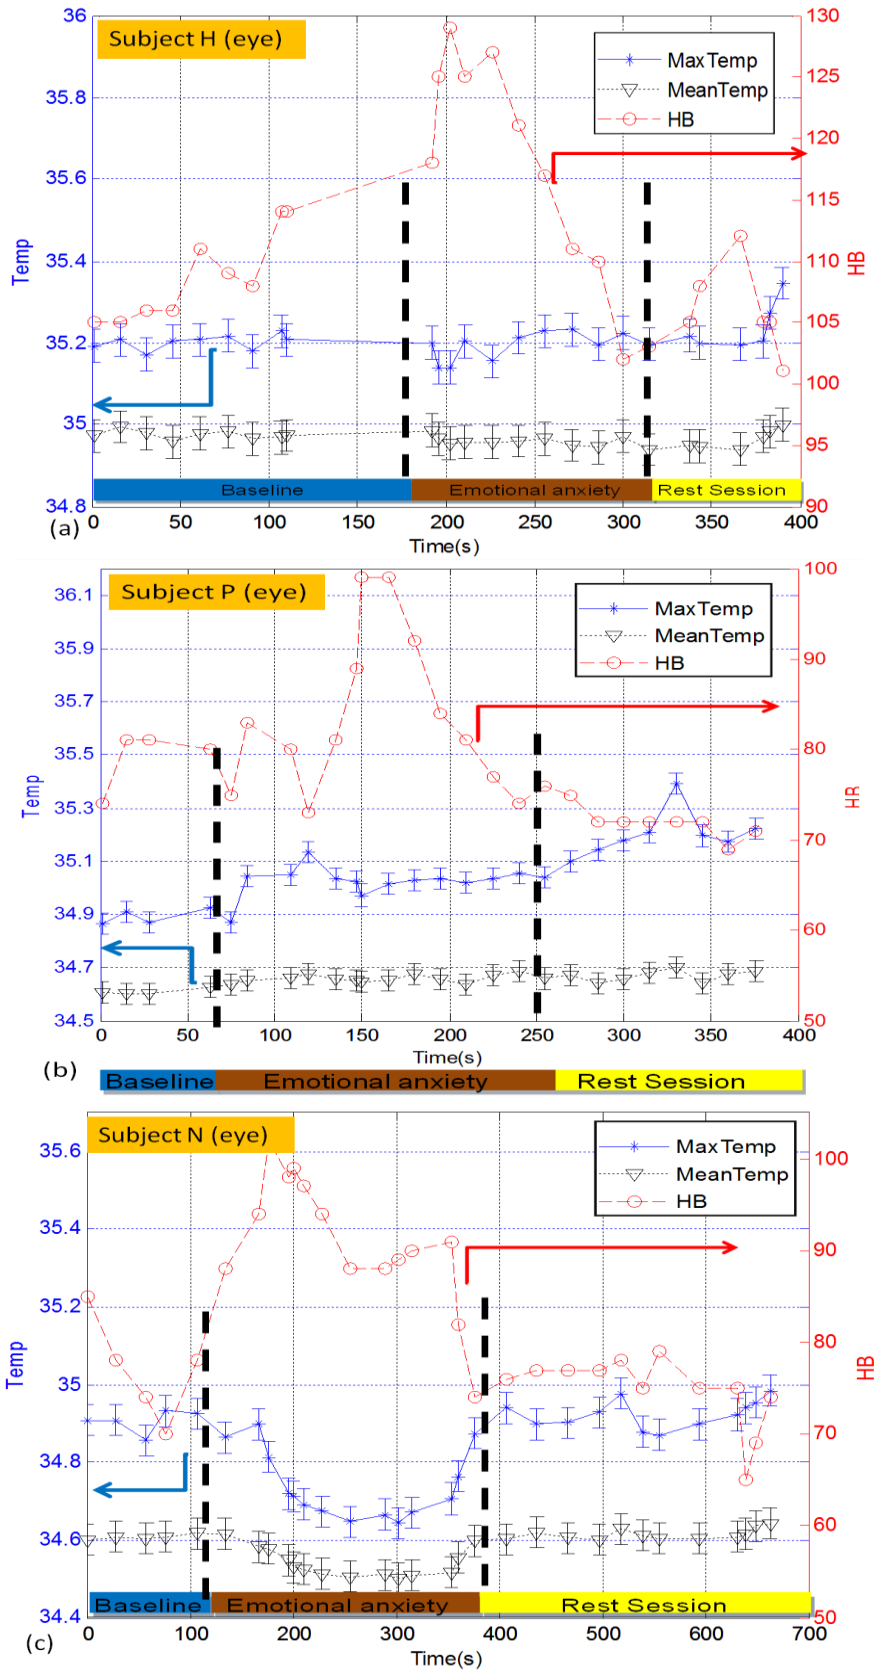 Subject H (eye)
MaxTemp
MeanTemp
HB
36
35.8
35.6
35.4
35.2
35
34.8
Temp
130
125
120
115
110
105
100
95
90
HB
Baseline
Emotional anxiety
Rest Session
0 50 100 150 200 250 300 350 400
(a)
Time(s)
Subject P (eye)
MaxTemp
MeanTemp
HB
36.1
35.9
35.7
35.5
35.3
35.1
34.9
34.7
34.5
Temp
100
90
80
70
60
50
HR
0 50 100 150 200 250 300 350 400
Time(s)
(b)
Baseline
Emotional anxiety
Rest Session
Subject N (eye)
MaxTemp
MeanTemp
HB
35.6
35.4
35.2
35
34.8
34.6
34.4
Temp
100
90
80
70
60
50
HB
Baseline
Emotional anxiety
Rest Session
0 100 200 300 400 500 600 700
(c)
Time(s)